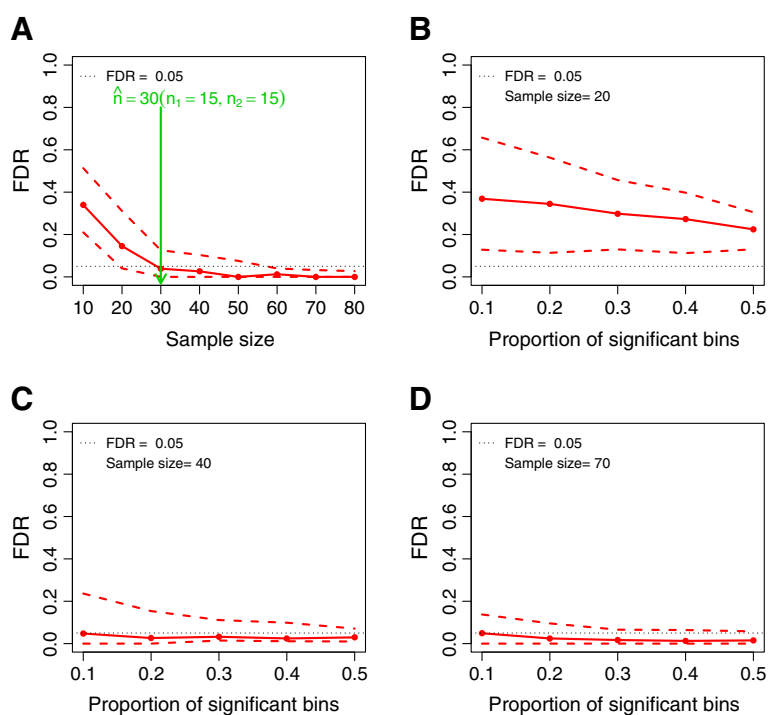 A
FDR = 0.05
n̂ = 30(n₁ = 15, n₂ = 15)
FDR
0.0 0.2 0.4 0.6 0.8 1.0
10 20 30 40 50 60 70 80
Sample size
B
FDR = 0.05
Sample size= 20
FDR
0.0 0.2 0.4 0.6 0.8 1.0
0.1 0.2 0.3 0.4 0.5
Proportion of significant bins
C
FDR = 0.05
Sample size= 40
FDR
0.0 0.2 0.4 0.6 0.8 1.0
0.1 0.2 0.3 0.4 0.5
Proportion of significant bins
D
FDR = 0.05
Sample size= 70
FDR
0.0 0.2 0.4 0.6 0.8 1.0
0.1 0.2 0.3 0.4 0.5
Proportion of significant bins